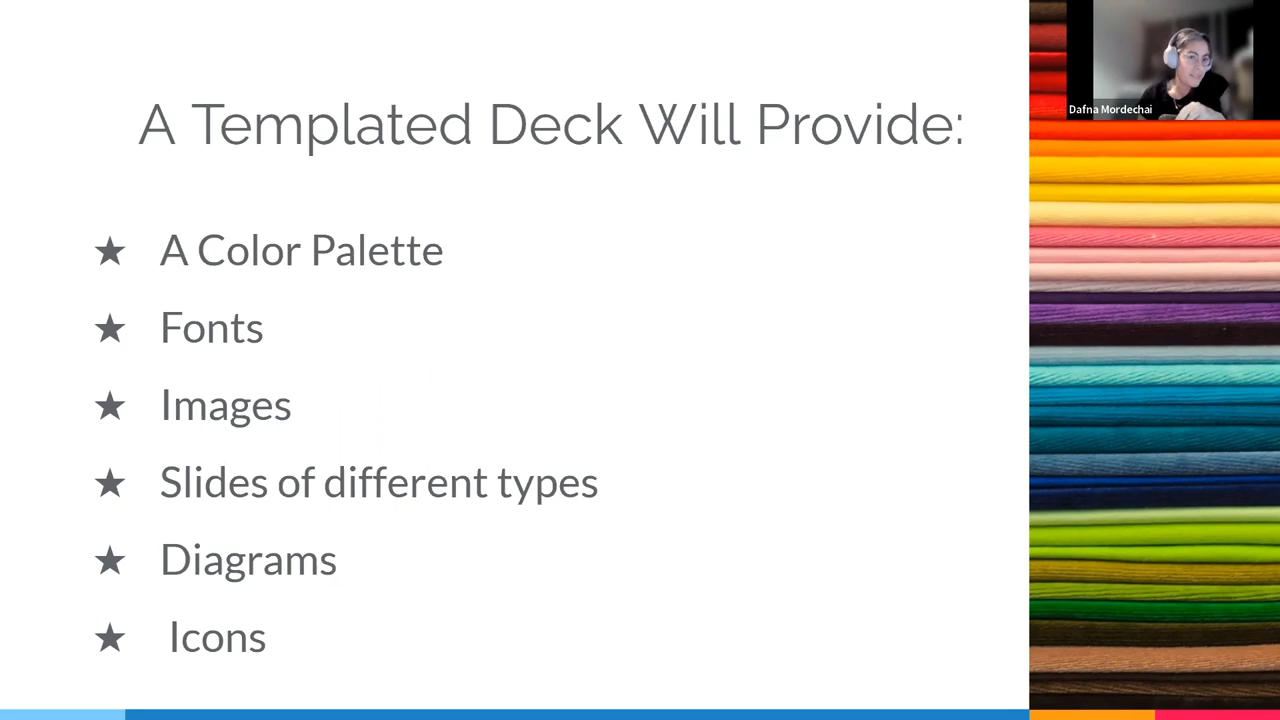 Dafna Mordechai
A Templated Deck Will Provide:
★ A Color Palette
★ Fonts
★ Images
★ Slides of different types
★ Diagrams
★ Icons